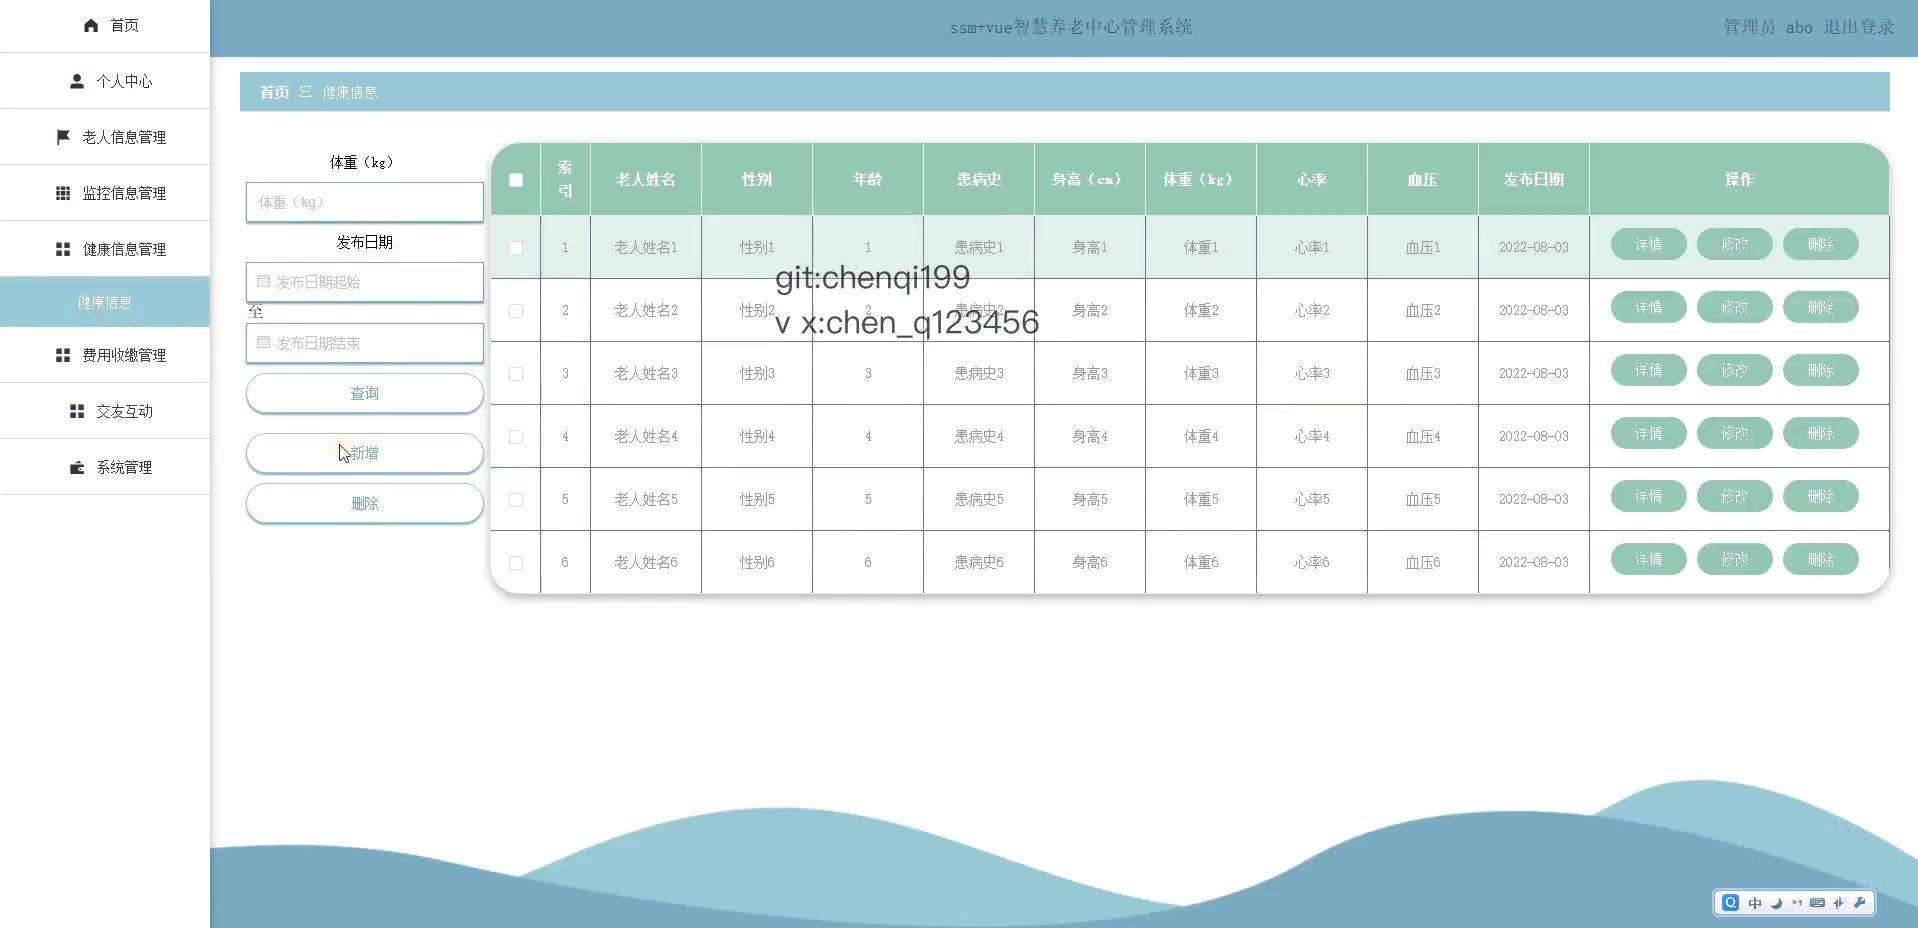 首页
个人中心
老人信息管理
监控信息管理
健康信息管理
健康信息
费用收缴管理
交友互动
系统管理
ssm+vue智慧养老中心管理系统
管理员 abo 退出登录
首页 健康信息
体重（kg）
体重（kg）
发布日期
发布日期起始
至
发布日期结束
查询
新增
删除
索引 老人姓名 性别 年龄 患病史 身高（cm） 体重（kg） 心率 血压 发布日期 操作
1 老人姓名1 性别1 1 患病史1 身高1 体重1 心率1 血压1 2022-08-03 详情 修改 删除
git:chenqi199
2 老人姓名2 性别2 2 患病史2 身高2 体重2 心率2 血压2 2022-08-03 详情 修改 删除
v x:chen_q123456
3 老人姓名3 性别3 3 患病史3 身高3 体重3 心率3 血压3 2022-08-03 详情 修改 删除
4 老人姓名4 性别4 4 患病史4 身高4 体重4 心率4 血压4 2022-08-03 详情 修改 删除
5 老人姓名5 性别5 5 患病史5 身高5 体重5 心率5 血压5 2022-08-03 详情 修改 删除
6 老人姓名6 性别6 6 患病史6 身高6 体重6 心率6 血压6 2022-08-03 详情 修改 删除
中